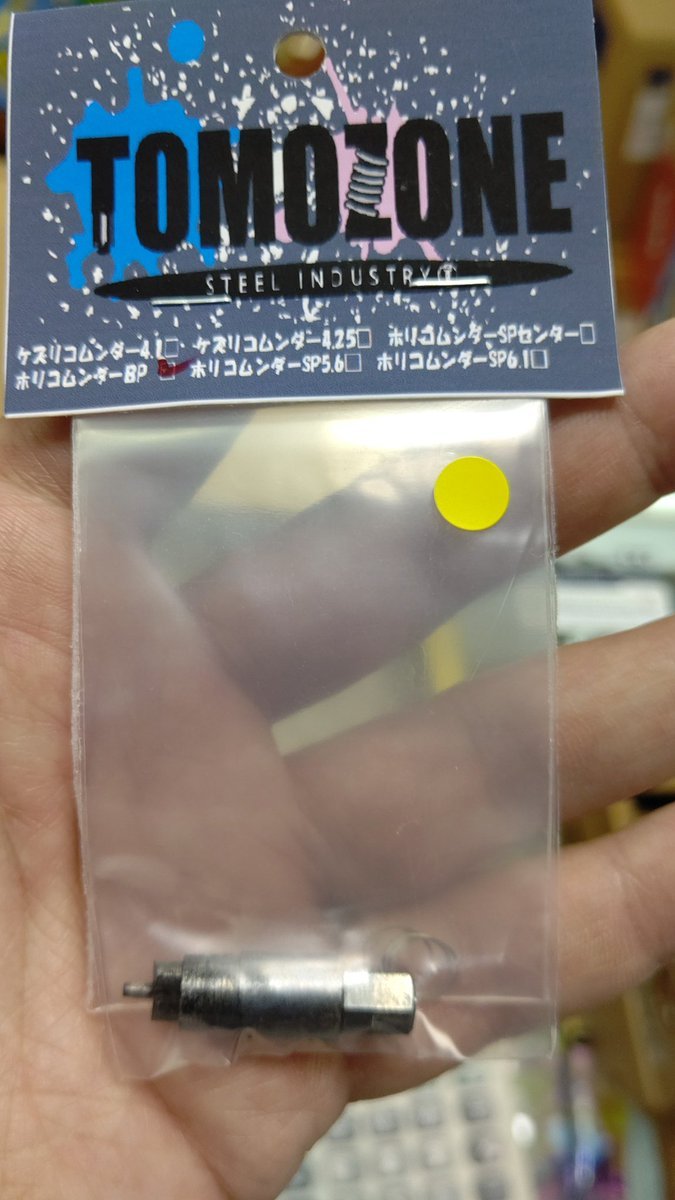 TOMOZONE
STEEL INDUSTRY
ケズリコムンダー4.1□ ケズリコムンダー4.25□ ホリコムンダーSPセンター□
ホリコムンダーBP □ ホリコムンダーSP5.6□ ホリコムンダーSP6.1□